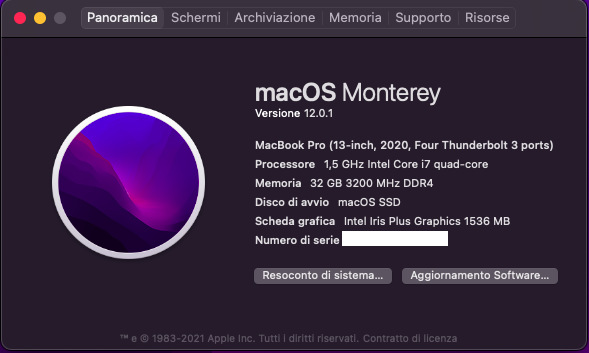 Panoramica Schermi Archiviazione Memoria Supporto Risorse
macOS Monterey
Versione 12.0.1
MacBook Pro (13-inch, 2020, Four Thunderbolt 3 ports)
Processore 1,5 GHz Intel Core i7 quad-core
Memoria 32 GB 3200 MHz DDR4
Disco di avvio macOS SSD
Scheda grafica Intel Iris Plus Graphics 1536 MB
Numero di serie
Resoconto di sistema... Aggiornamento Software...
™ e © 1983-2021 Apple Inc. Tutti i diritti riservati. Contratto di licenza